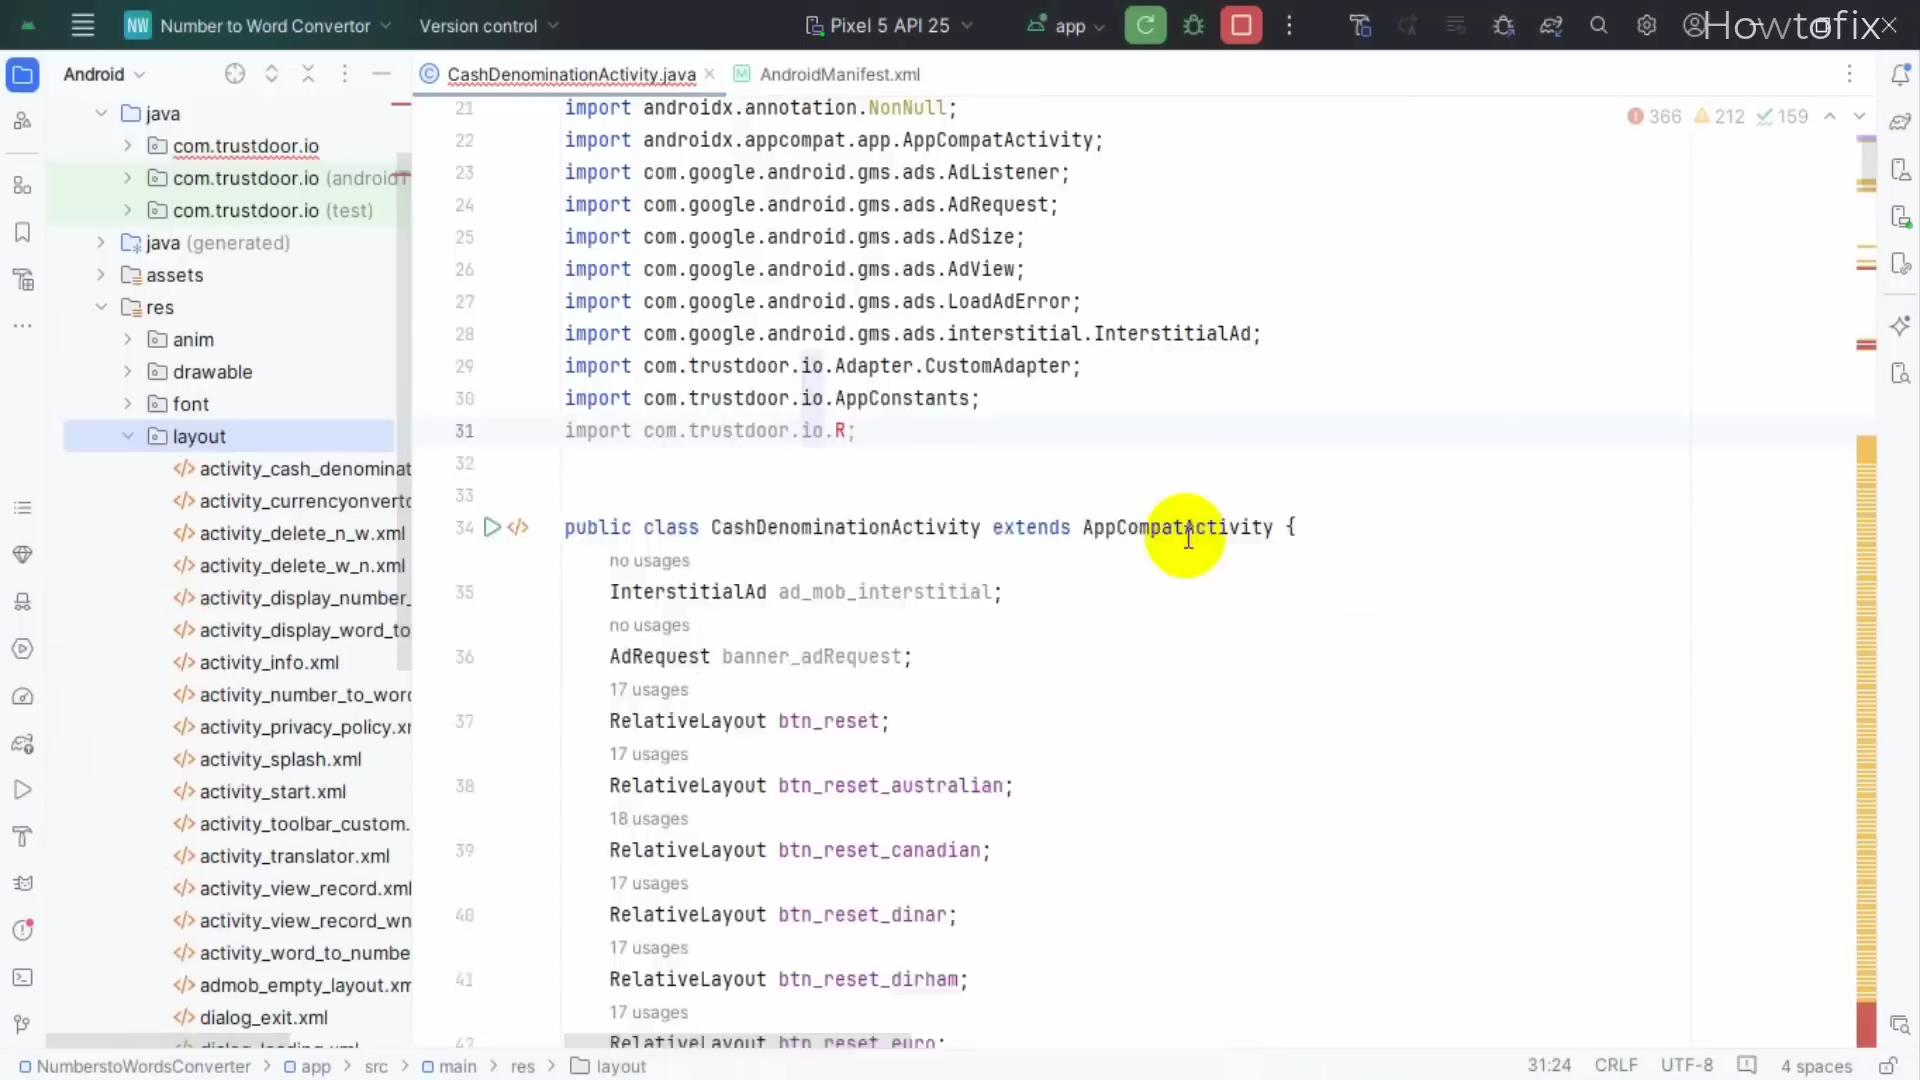 NW Number to Word Convertor Version control Pixel 5 API 25 app Howtofix
Android CashDenominationActivity.java AndroidManifest.xml
java
com.trustdoor.io
com.trustdoor.io (androidT
com.trustdoor.io (test)
java (generated)
assets
res
anim
drawable
font
layout
activity_cash_denominat
activity_currencyonverto
activity_delete_n_w.xml
activity_delete_w_n.xml
activity_display_number_
activity_display_word_to
activity_info.xml
activity_number_to_word
activity_privacy_policy.xm
activity_splash.xml
activity_start.xml
activity_toolbar_custom.
activity_translator.xml
activity_view_record.xml
activity_view_record_wn
activity_word_to_numbe
admob_empty_layout.xm
dialog_exit.xml
dialog_loading.xml
366 212 159
21 import androidx.annotation.NonNull;
22 import androidx.appcompat.app.AppCompatActivity;
23 import com.google.android.gms.ads.AdListener;
24 import com.google.android.gms.ads.AdRequest;
25 import com.google.android.gms.ads.AdSize;
26 import com.google.android.gms.ads.AdView;
27 import com.google.android.gms.ads.LoadAdError;
28 import com.google.android.gms.ads.interstitial.InterstitialAd;
29 import com.trustdoor.io.Adapter.CustomAdapter;
30 import com.trustdoor.io.AppConstants;
31 import com.trustdoor.io.R;
32
33
34 public class CashDenominationActivity extends AppCompatActivity {
no usages
35 InterstitialAd ad_mob_interstitial;
no usages
36 AdRequest banner_adRequest;
17 usages
37 RelativeLayout btn_reset;
17 usages
38 RelativeLayout btn_reset_australian;
18 usages
39 RelativeLayout btn_reset_canadian;
17 usages
40 RelativeLayout btn_reset_dinar;
17 usages
41 RelativeLayout btn_reset_dirham;
17 usages
42 RelativeLayout btn_reset_euro;
NumberstoWordsConverter > app > src > main > res > layout 31:24 CRLF UTF-8 4 spaces